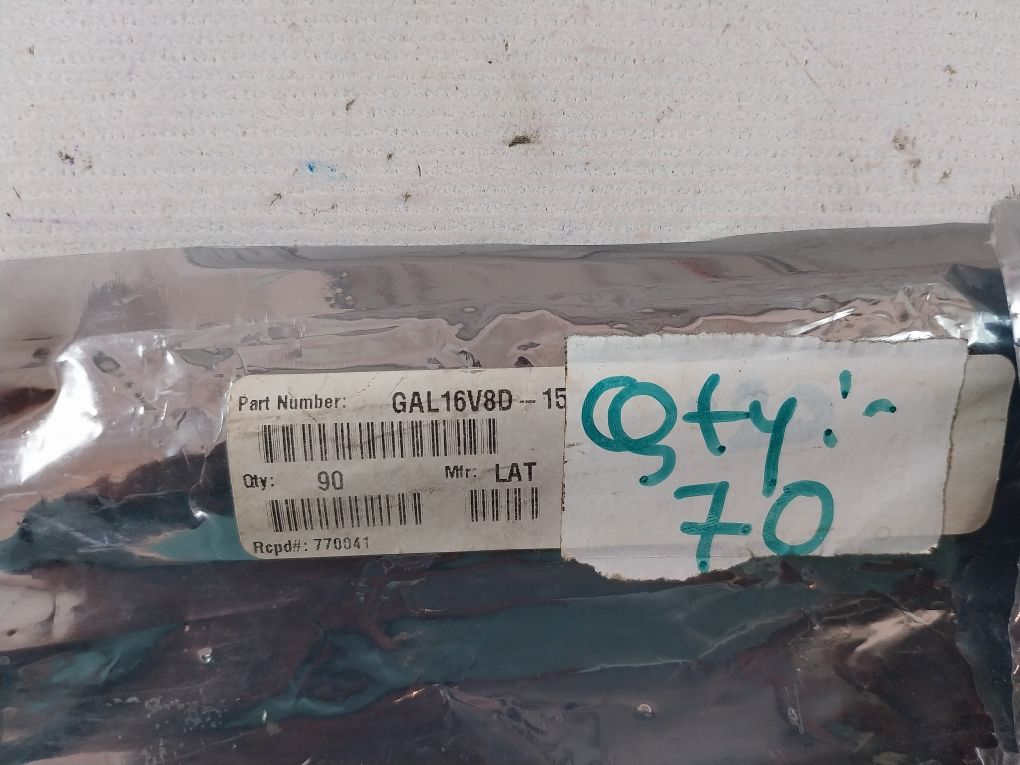 Part Number: GAL16V8D-15
Qty: 90 Mfr: LAT
Rcpd#: 770041
Qty:-
70